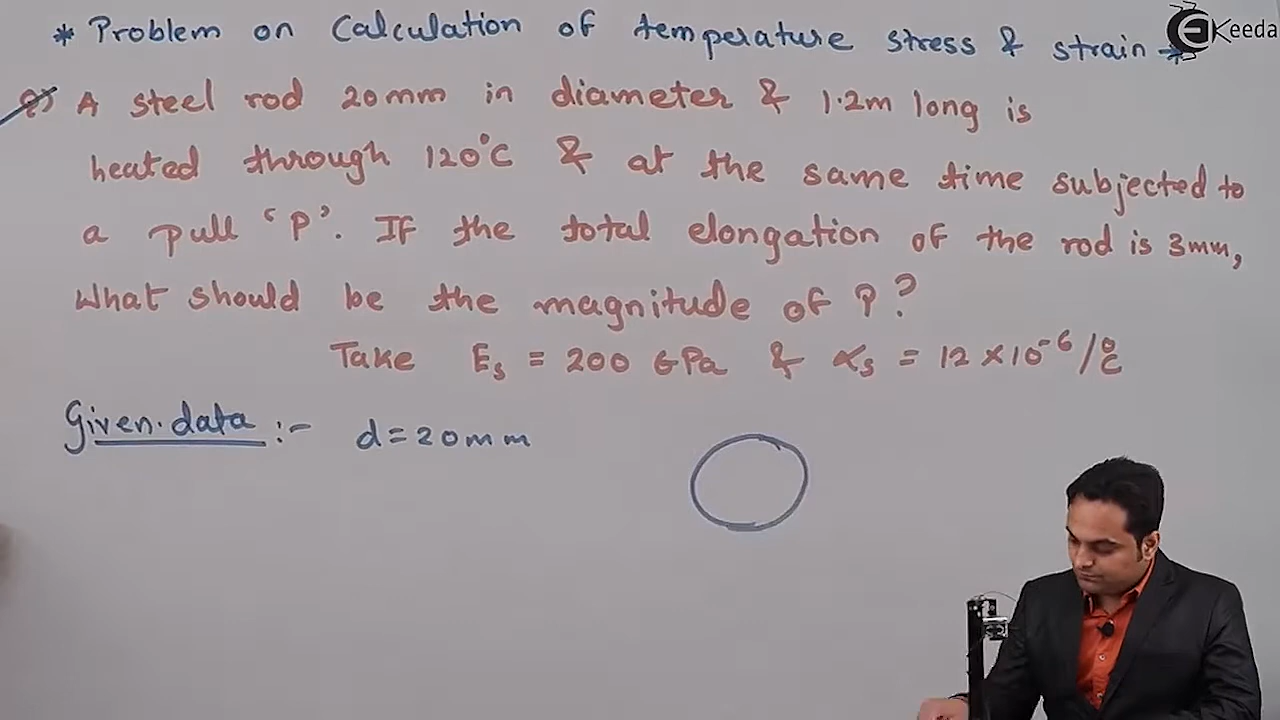 * Problem on Calculation of temperature stress & strain *
EKeeda
Q) A steel rod 20mm in diameter & 1.2m long is
heated through 120°C & at the same time subjected to
a pull 'P'. If the total elongation of the rod is 3mm,
What should be the magnitude of P?
Take Es = 200 GPa & αs = 12 × 10⁻⁶/°C
Given data :- d = 20mm